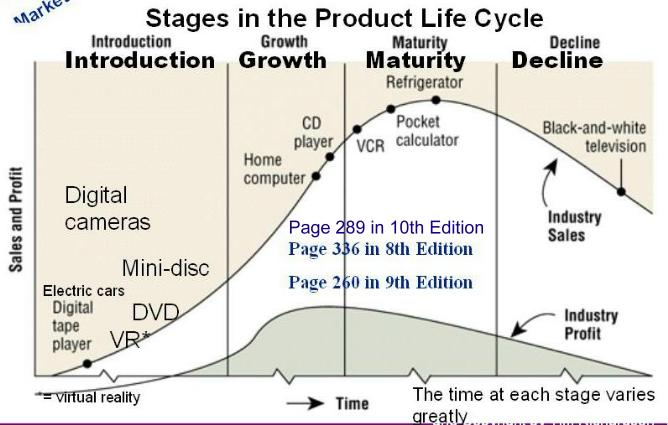 Stages in the Product Life Cycle
Introduction
Growth
Maturity
Decline
Introduction
Growth
Maturity
Decline
Refrigerator
CD
player
Pocket
calculator
VCR
Home
computer
Black-and-white
television
Sales and Profit
Digital
cameras
Industry
Sales
Page 289 in 10th Edition
Page 336 in 8th Edition
Mini-disc
Page 260 in 9th Edition
Electric cars
Digital
tape
player
DVD
VR*
Industry
Profit
*= virtual reality
Time
The time at each stage varies
greatly